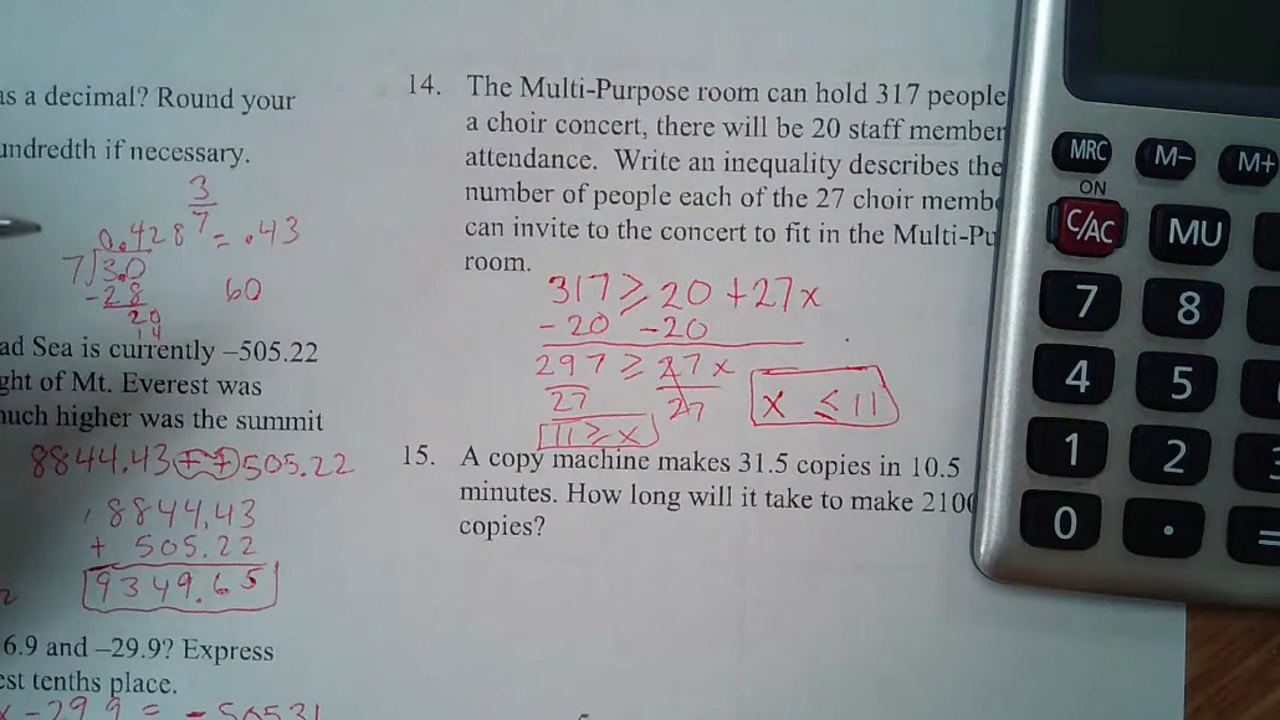 as a decimal? Round your
undredth if necessary.
3
7
0.428 = .43
7 3.0
-28 60
20
14
ad Sea is currently –505.22
ght of Mt. Everest was
much higher was the summit
8844.43 + + 505.22
8844.43
+ 505.22
9349.65
6.9 and –29.9? Express
est tenths place.
14. The Multi-Purpose room can hold 317 people
a choir concert, there will be 20 staff member
attendance. Write an inequality describes the
number of people each of the 27 choir membe
can invite to the concert to fit in the Multi-Pu
room.
317 ≥ 20 + 27x
-20 -20
297 ≥ 27x
27 27
11 ≥ x
x ≤ 11
15. A copy machine makes 31.5 copies in 10.5
minutes. How long will it take to make 2100
copies?
MRC M– M+
ON
C/AC MU
7 8
4 5
1 2 3
0 . =